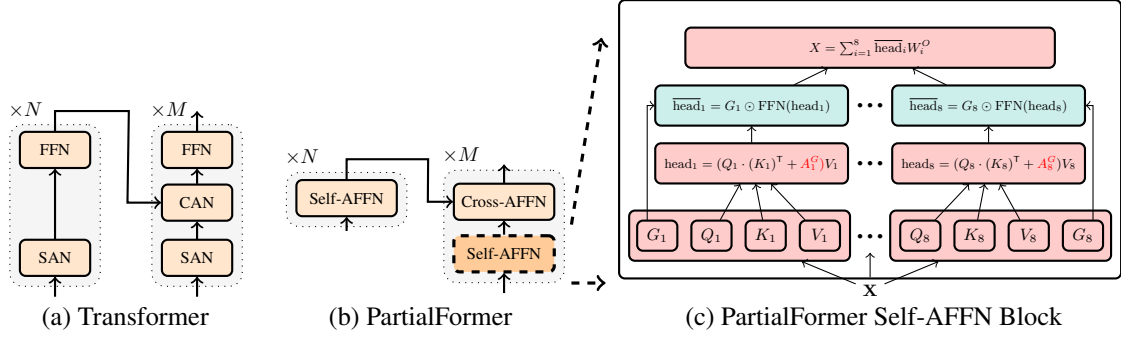 ×N
×M
FFN
FFN
CAN
SAN
SAN
(a) Transformer
×N
×M
Self-AFFN
Cross-AFFN
Self-AFFN
(b) PartialFormer
X = ∑_{i=1}^{8} \overline{head}_i W_i^O
\overline{head}_1 = G_1 ⊙ FFN(head_1)
•••
\overline{head}_8 = G_8 ⊙ FFN(head_8)
head_1 = (Q_1 · (K_1)^T + A_1^G)V_1
•••
head_8 = (Q_8 · (K_8)^T + A_8^G)V_8
G_1 Q_1 K_1 V_1 ••• Q_8 K_8 V_8 G_8
X
(c) PartialFormer Self-AFFN Block